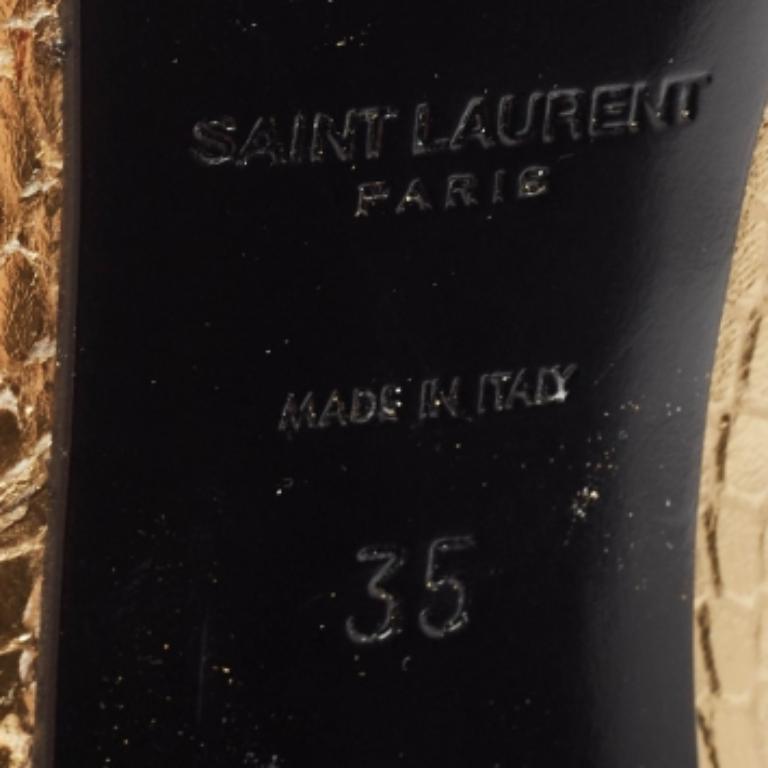 SAINT LAURENT
PARIS
MADE IN ITALY
35